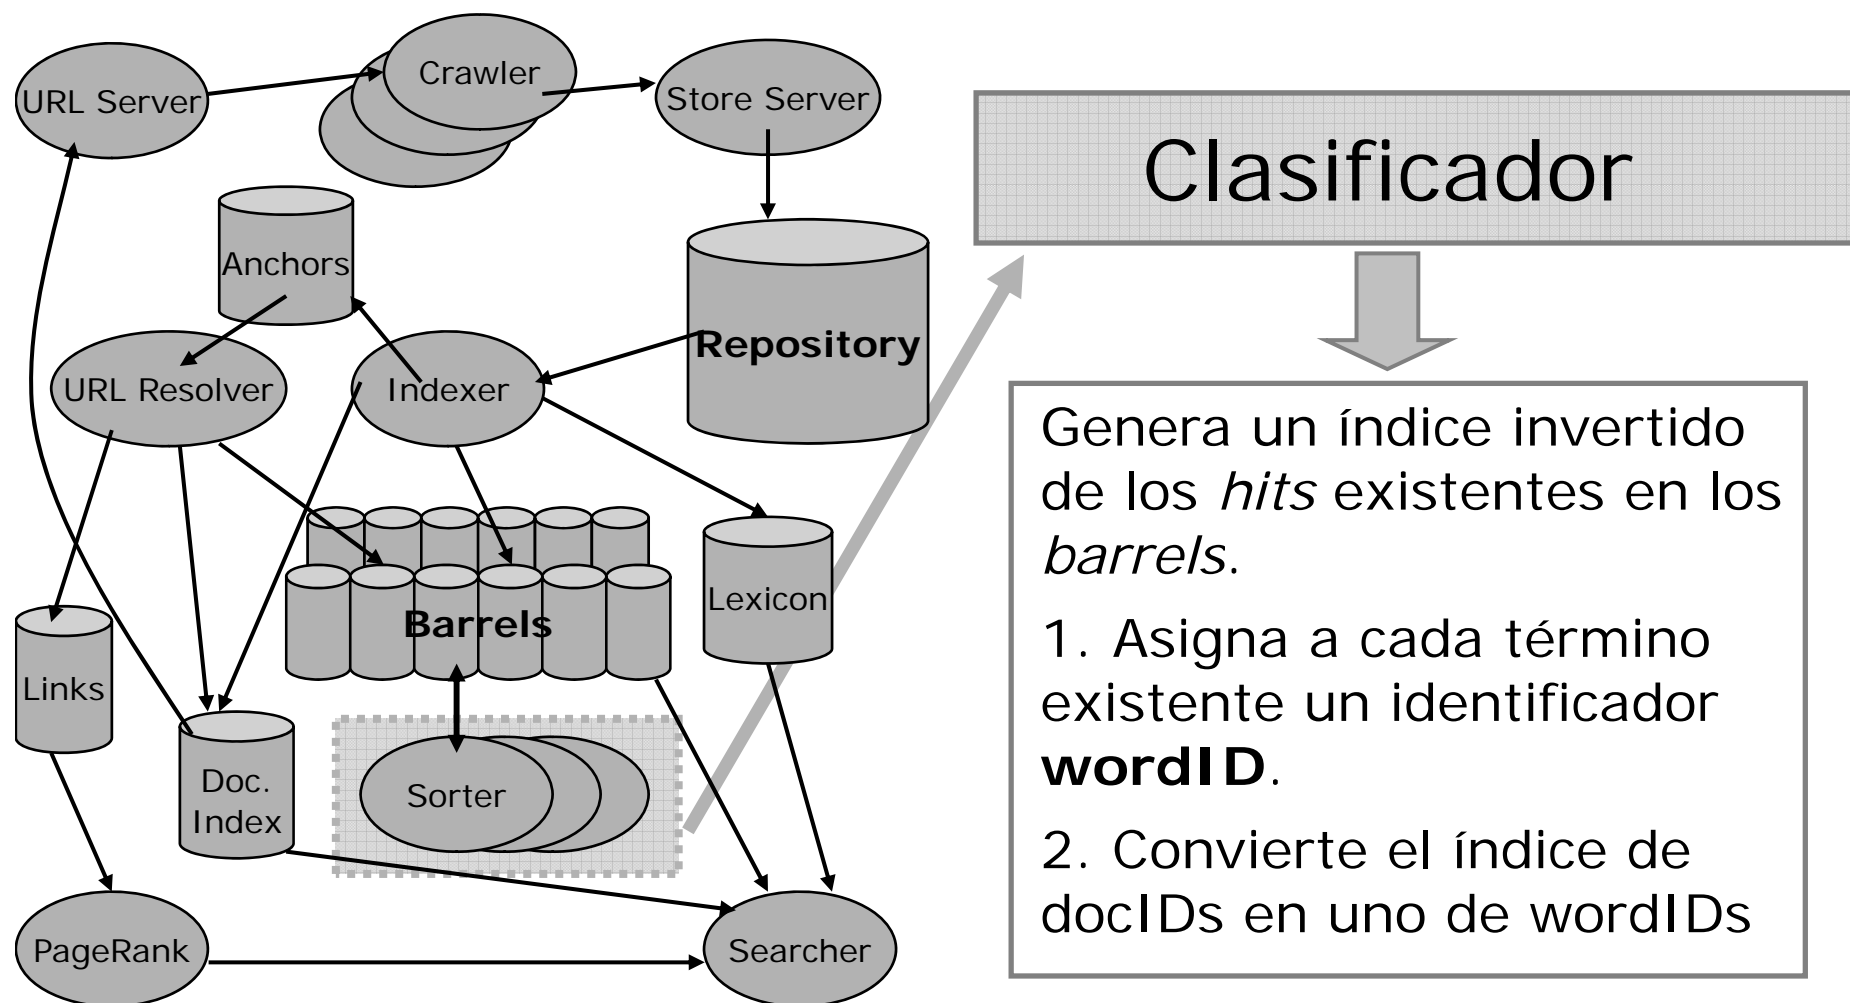 Crawler
URL Server
Store Server
Anchors
Repository
URL Resolver
Indexer
Barrels
Lexicon
Links
Doc.
Index
Sorter
PageRank
Searcher
Clasificador
Genera un índice invertido
de los hits existentes en los
barrels.
1. Asigna a cada término
existente un identificador
wordID.
2. Convierte el índice de
docIDs en uno de wordIDs